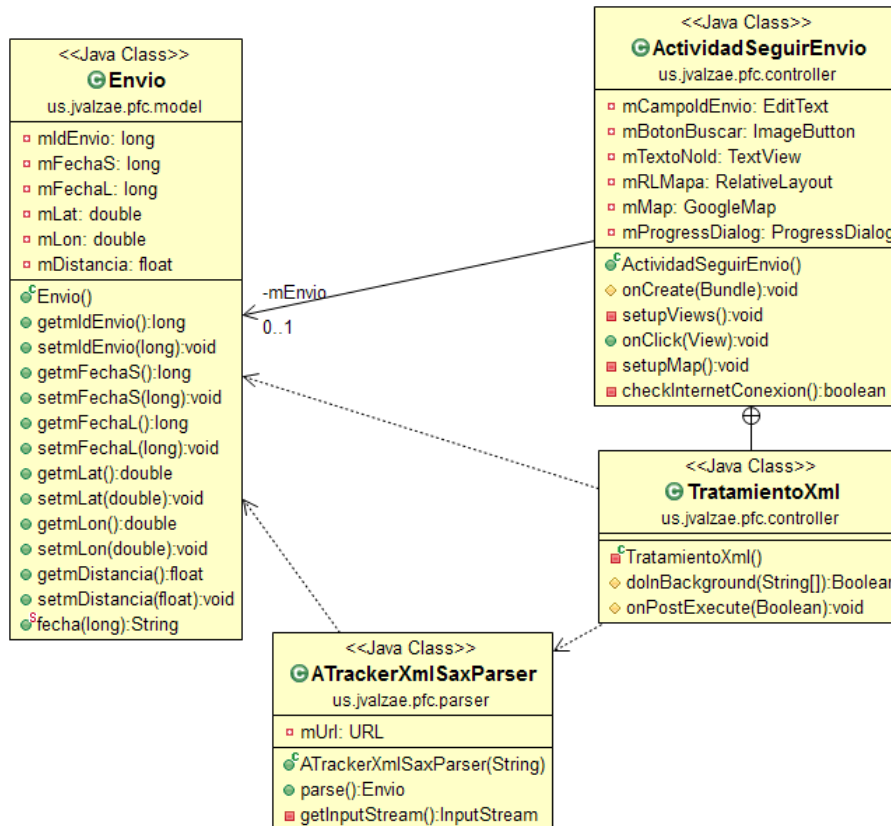 <<Java Class>>
Envio
us.jvalzae.pfc.model
mIdEnvio: long
mFechaS: long
mFechaL: long
mLat: double
mLon: double
mDistancia: float
Envio()
getmIdEnvio():long
setmIdEnvio(long):void
getmFechaS():long
setmFechaS(long):void
getmFechaL():long
setmFechaL(long):void
getmLat():double
setmLat(double):void
getmLon():double
setmLon(double):void
getmDistancia():float
setmDistancia(float):void
fecha(long):String
-mEnvio
0..1
<<Java Class>>
ActividadSeguirEnvio
us.jvalzae.pfc.controller
mCampoIdEnvio: EditText
mBotonBuscar: ImageButton
mTextoNoId: TextView
mRLMapa: RelativeLayout
mMap: GoogleMap
mProgressDialog: ProgressDialog
ActividadSeguirEnvio()
onCreate(Bundle):void
setupViews():void
onClick(View):void
setupMap():void
checkInternetConexion():boolean
<<Java Class>>
TratamientoXml
us.jvalzae.pfc.controller
TratamientoXml()
doInBackground(String[]):Boolean
onPostExecute(Boolean):void
<<Java Class>>
ATrackerXmlSaxParser
us.jvalzae.pfc.parser
mUrl: URL
ATrackerXmlSaxParser(String)
parse():Envio
getInputStream():InputStream